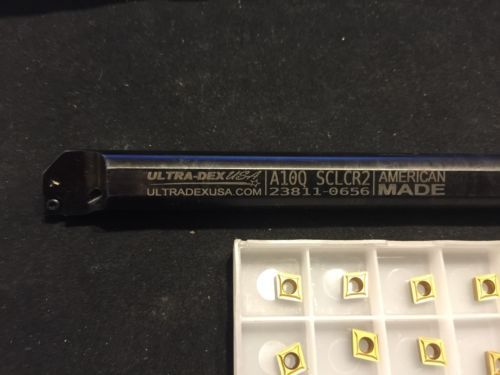 ULTRA-DEX USA
ULTRADEXUSA.COM
A10Q SCLCR2
23811-0656
AMERICAN
MADE